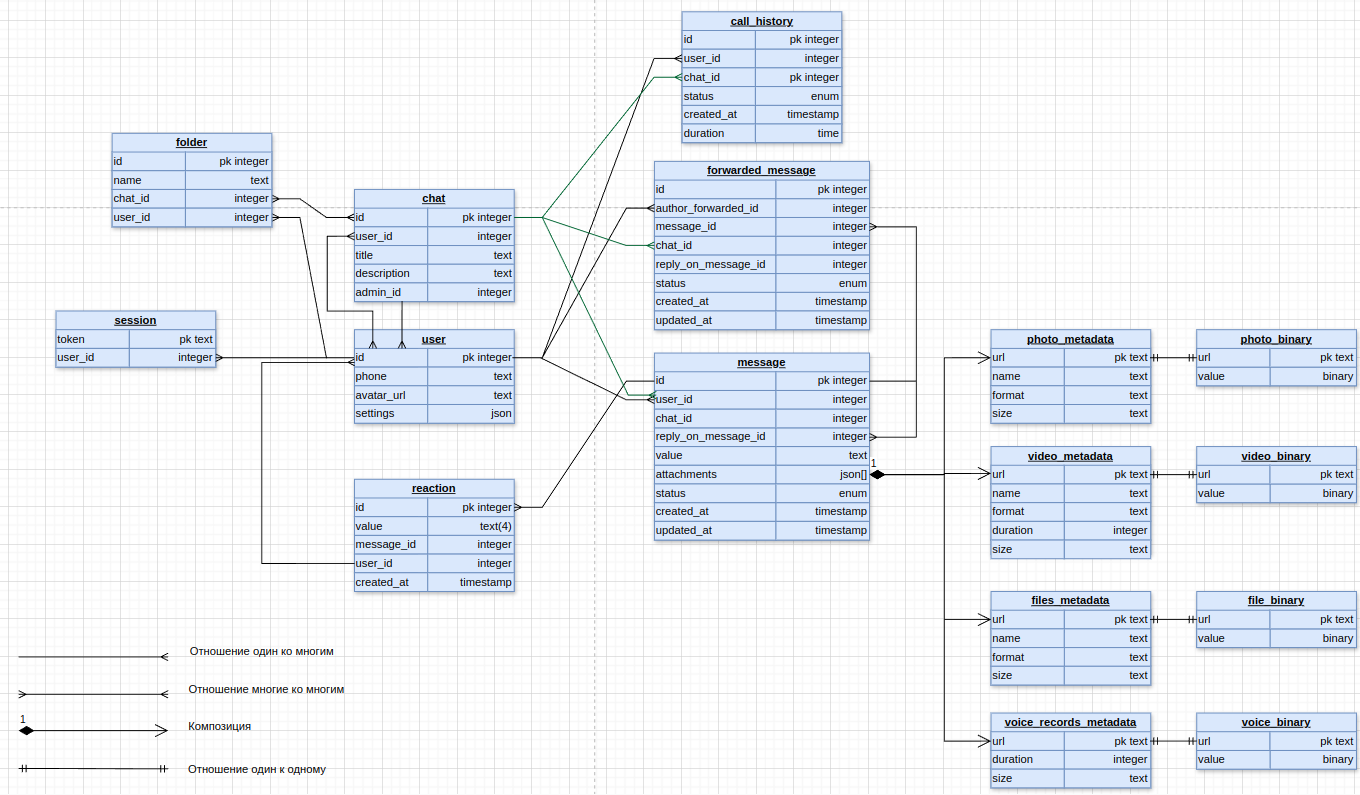 call_history
id pk integer
user_id integer
chat_id pk integer
status enum
created_at timestamp
duration time
folder
id pk integer
name text
chat_id integer
user_id integer
chat
id pk integer
user_id integer
title text
description text
admin_id integer
forwarded_message
id pk integer
author_forwarded_id integer
message_id integer
chat_id integer
reply_on_message_id integer
status enum
created_at timestamp
updated_at timestamp
session
token pk text
user_id integer
user
id pk integer
phone text
avatar_url text
settings json
message
id pk integer
user_id integer
chat_id integer
reply_on_message_id integer
value text
attachments json[]
status enum
created_at timestamp
updated_at timestamp
1
reaction
id pk integer
value text(4)
message_id integer
user_id integer
created_at timestamp
photo_metadata
url pk text
name text
format text
size text
photo_binary
url pk text
value binary
video_metadata
url pk text
name text
format text
duration integer
size text
video_binary
url pk text
value binary
files_metadata
url pk text
name text
format text
size text
file_binary
url pk text
value binary
voice_records_metadata
url pk text
duration integer
size text
voice_binary
url pk text
value binary
Отношение один ко многим
Отношение многие ко многим
1
Композиция
Отношение один к одному